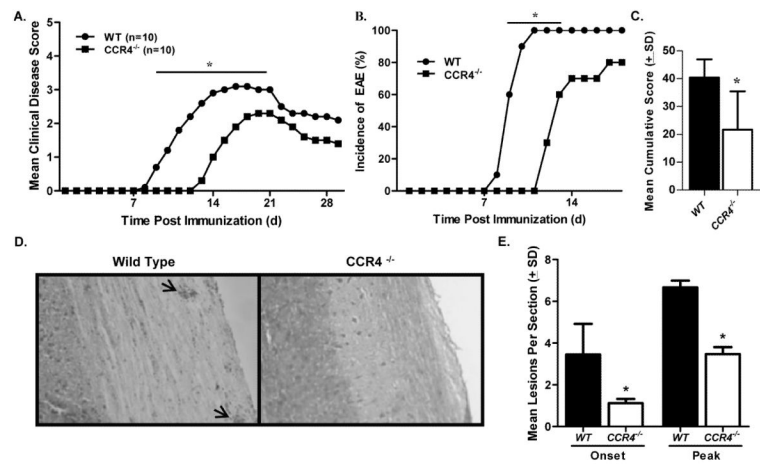 A.
WT (n=10)
CCR4-/- (n=10)
*
Mean Clinical Disease Score
5
4
3
2
1
0
7
14
21
28
Time Post Immunization (d)
B.
*
WT
CCR4-/-
Incidence of EAE (%)
100
80
60
40
20
0
7
14
Time Post Immunization (d)
C.
Mean Cumulative Score (± SD)
50
40
30
20
10
0
*
WT
CCR4-/-
D.
Wild Type
CCR4 -/-
E.
Mean Lesions Per Section (± SD)
8
6
4
2
0
*
*
WT
CCR4-/-
WT
CCR4-/-
Onset
Peak